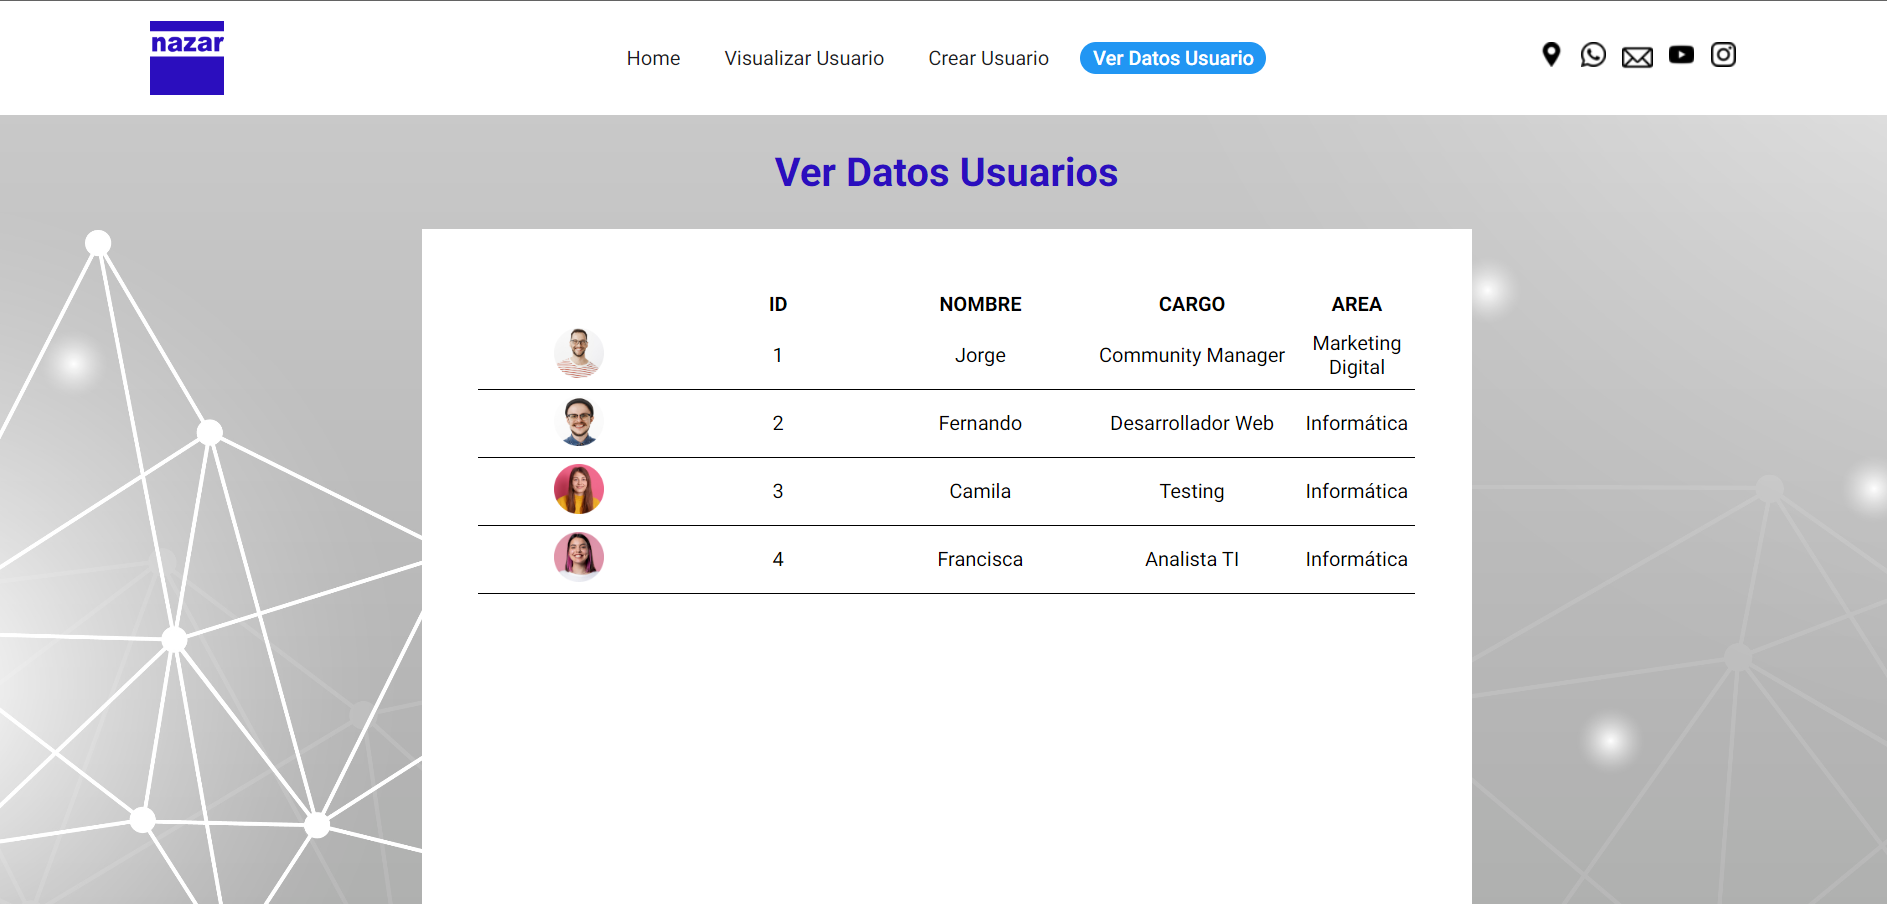 nazar
Home Visualizar Usuario Crear Usuario Ver Datos Usuario
Ver Datos Usuarios
ID NOMBRE CARGO AREA
1 Jorge Community Manager Marketing Digital
2 Fernando Desarrollador Web Informática
3 Camila Testing Informática
4 Francisca Analista TI Informática